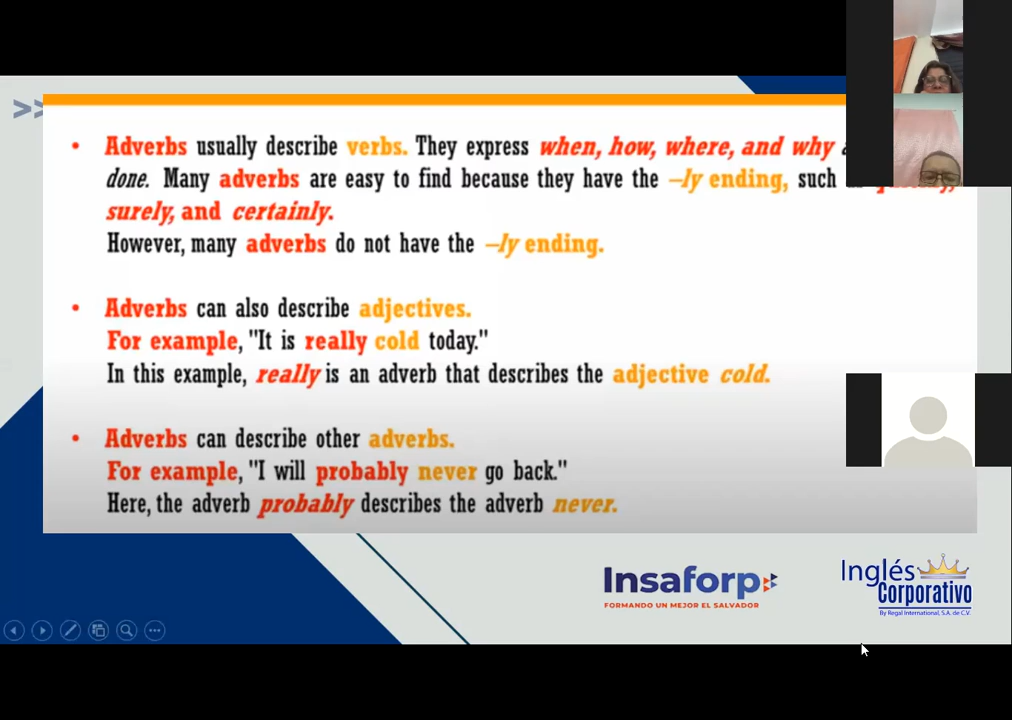 >>
• Adverbs usually describe verbs. They express when, how, where, and why
done. Many adverbs are easy to find because they have the –ly ending, such
surely, and certainly.
However, many adverbs do not have the –ly ending.
• Adverbs can also describe adjectives.
For example, "It is really cold today."
In this example, really is an adverb that describes the adjective cold.
• Adverbs can describe other adverbs.
For example, "I will probably never go back."
Here, the adverb probably describes the adverb never.
Insaforp
FORMANDO UN MEJOR EL SALVADOR
Inglés
Corporativo
By Regal International, S.A. de C.V.